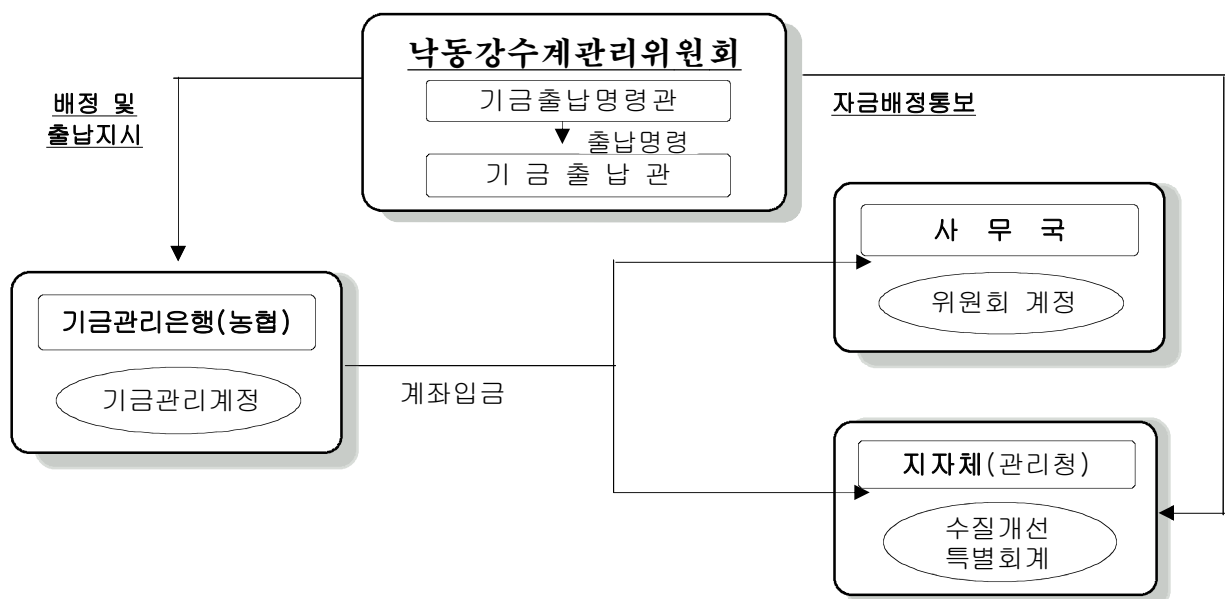 낙동강수계관리위원회
기금출납명령관
출납명령
기 금 출 납 관
배정 및
출납지시
자금배정통보
사 무 국
위원회 계정
기금관리은행(농협)
기금관리계정
계좌입금
지자체(관리청)
수질개선
특별회계